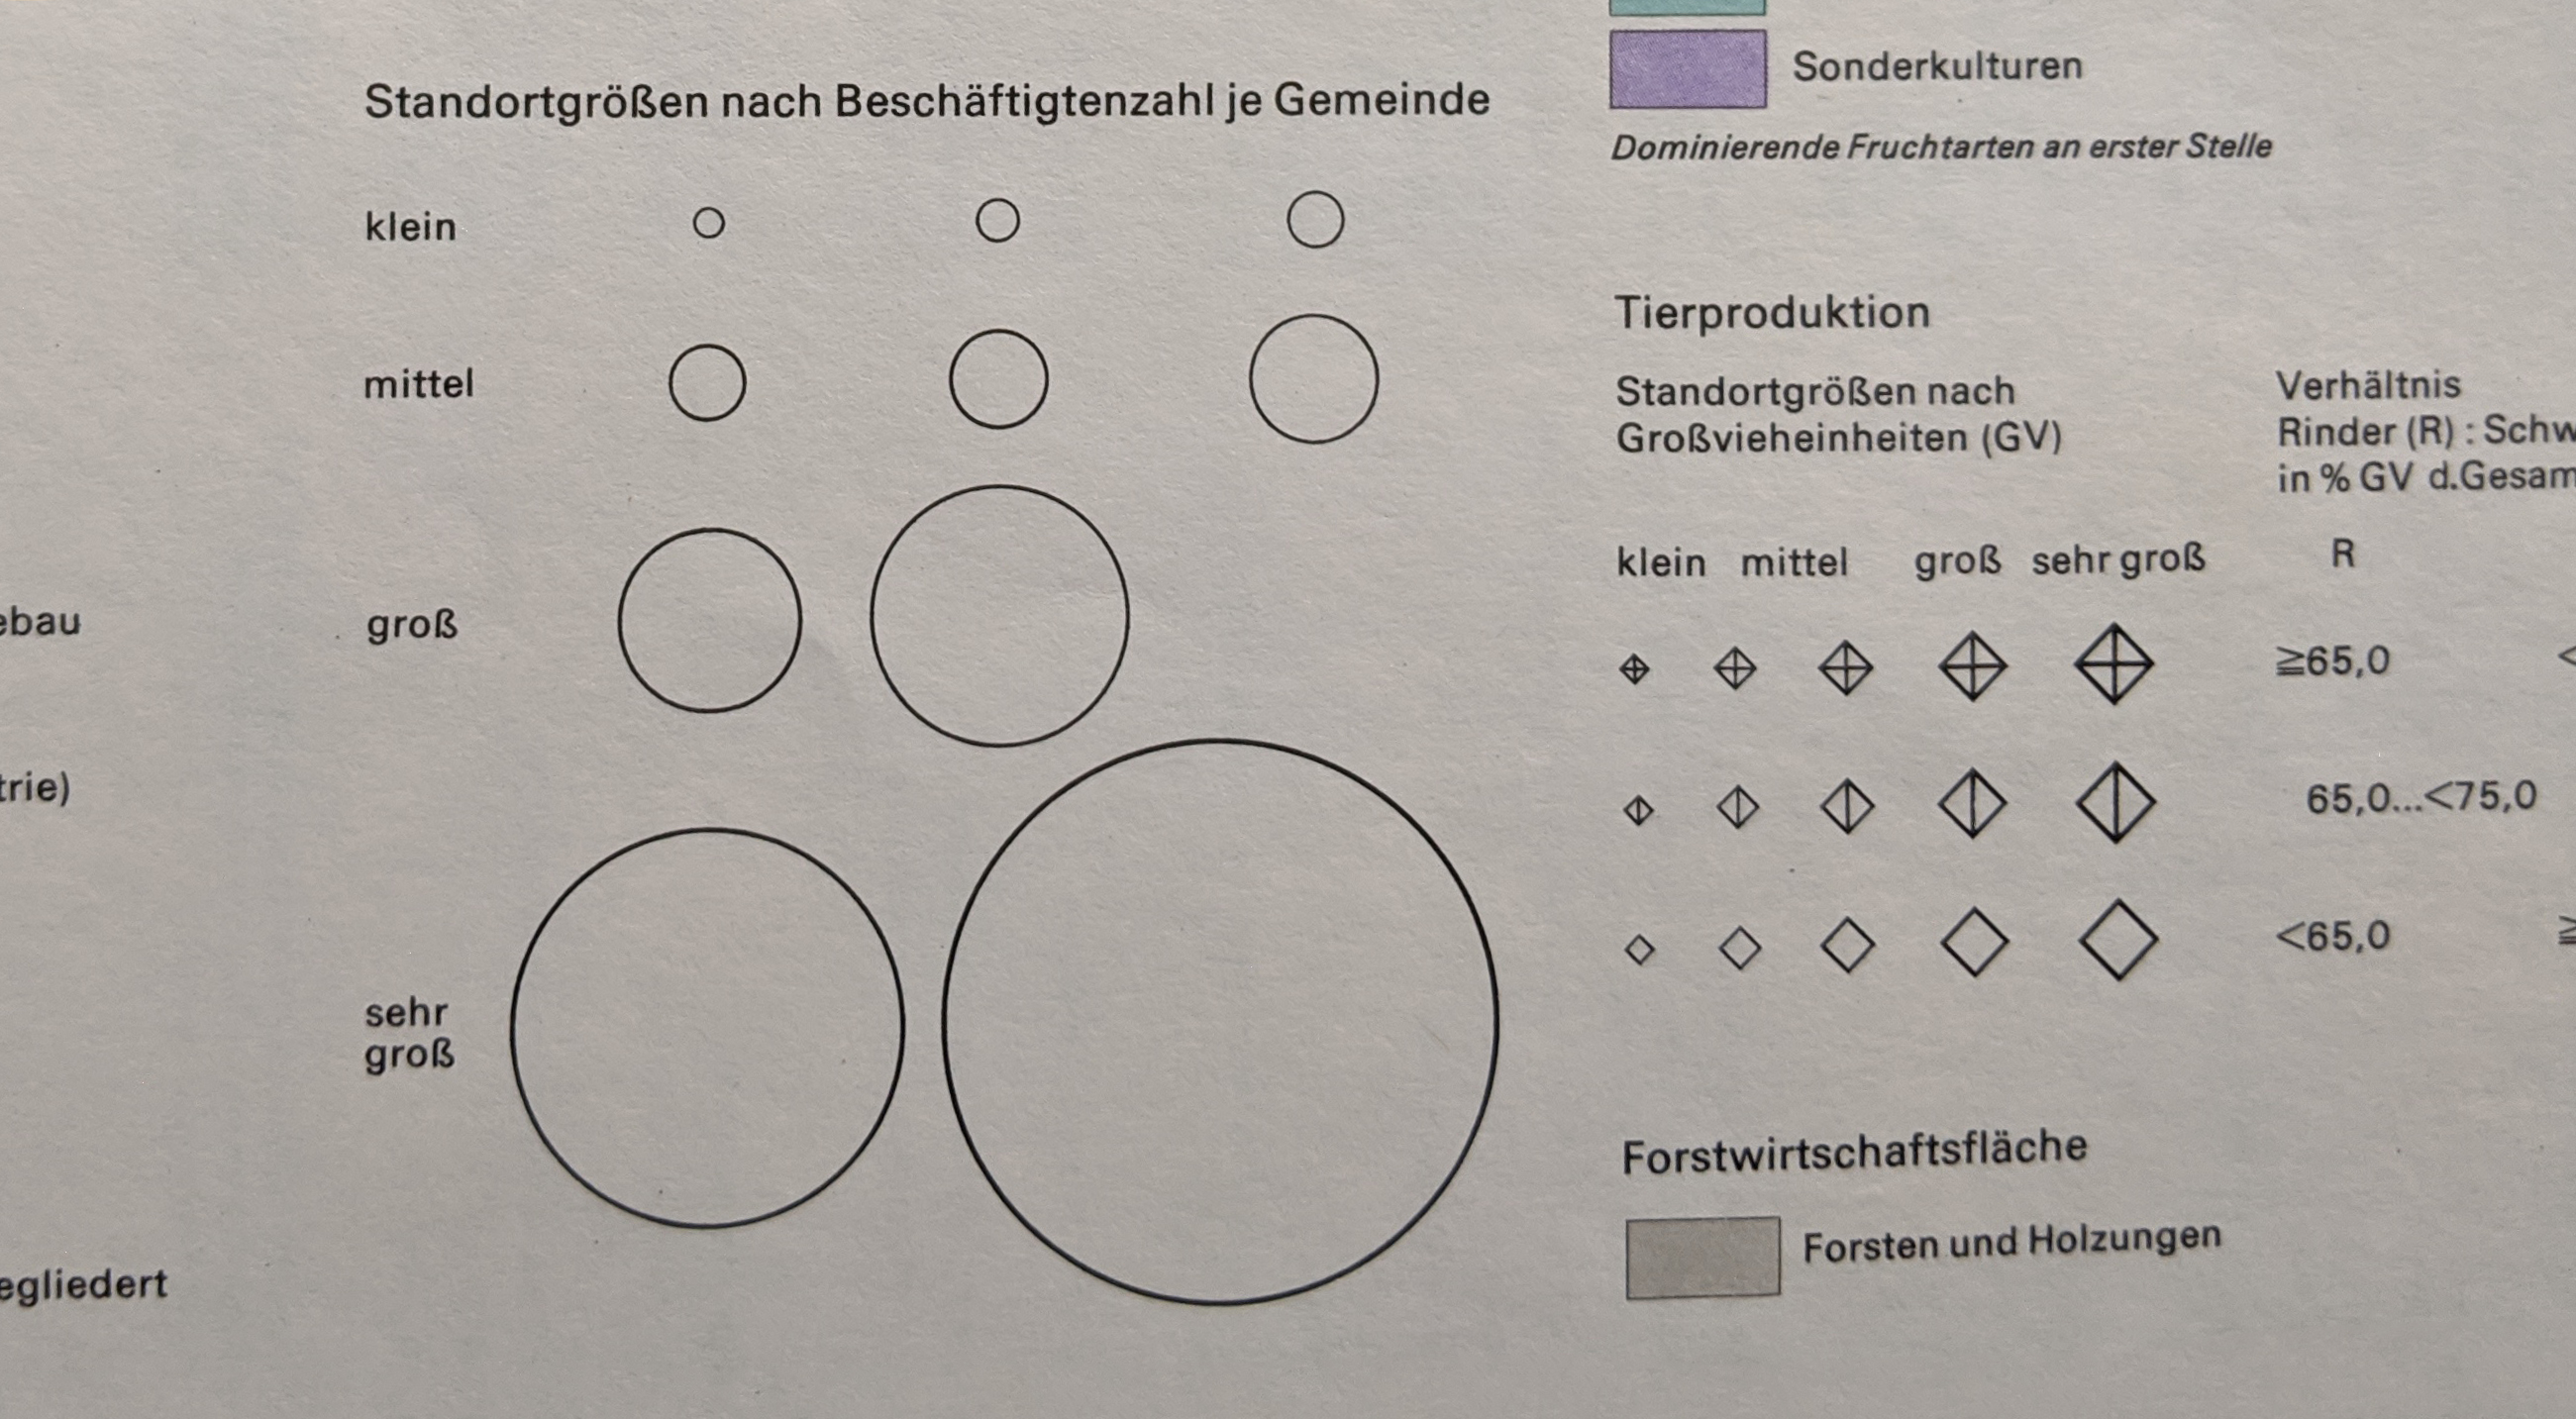 Standortgrößen nach Beschäftigtenzahl je Gemeinde
klein
mittel
groß
sehr
groß
ebau
trie)
egliedert
Sonderkulturen
Dominierende Fruchtarten an erster Stelle
Tierproduktion
Standortgrößen nach
Großvieheinheiten (GV)
klein mittel groß sehr groß
Verhältnis
Rinder (R) : Schw
in % GV d.Gesam
R
≧65,0 <
65,0...<75,0
<65,0 ≧
Forstwirtschaftsfläche
Forsten und Holzungen